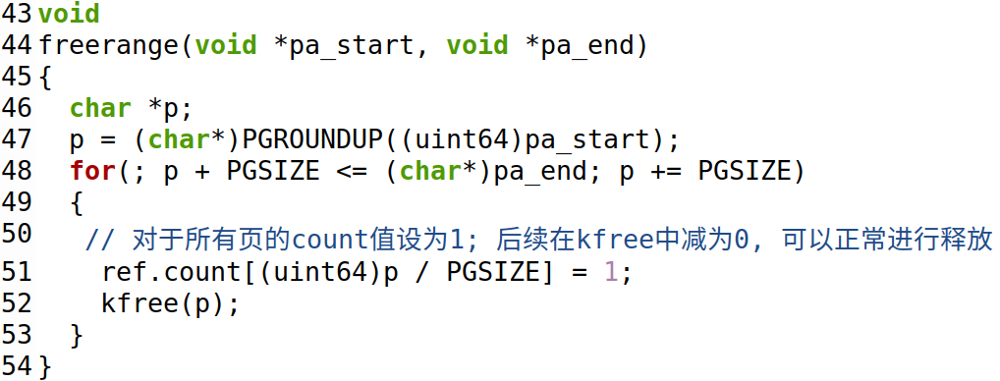 43 void
44 freerange(void *pa_start, void *pa_end)
45 {
46   char *p;
47   p = (char*)PGROUNDUP((uint64)pa_start);
48   for(; p + PGSIZE <= (char*)pa_end; p += PGSIZE)
49   {
50    // 对于所有页的count值设为1; 后续在kfree中减为0, 可以正常进行释放
51     ref.count[(uint64)p / PGSIZE] = 1;
52     kfree(p);
53   }
54 }